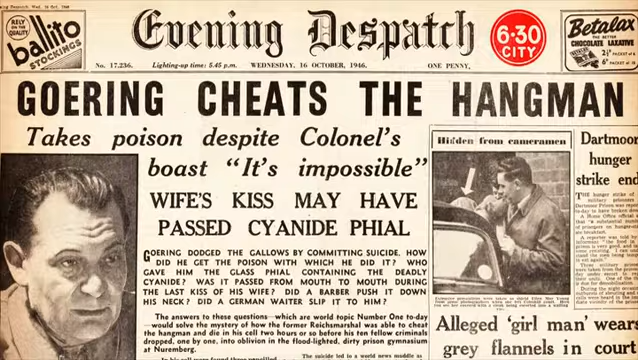 RELY
ON THE
QUALITY
ballito
STOCKINGS
Evening Despatch
6·30
CITY
Betalax
THE BETTER
CHOCOLATE LAXATIVE
No. 17,236. Lighting-up time: 5.45 p.m. WEDNESDAY, 16 OCTOBER, 1946. ONE PENNY.
GOERING CHEATS THE HANGMAN
Takes poison despite Colonel's
boast "It's impossible"
WIFE'S KISS MAY HAVE
PASSED CYANIDE PHIAL
GOERING DODGED THE GALLOWS BY COMMITTING SUICIDE. HOW
DID HE GET THE POISON WITH WHICH HE DID IT? WHO
GAVE HIM THE GLASS PHIAL CONTAINING THE DEADLY
CYANIDE? WAS IT PASSED FROM MOUTH TO MOUTH DURING
THE LAST KISS OF HIS WIFE? DID A BARBER PUSH IT DOWN
HIS NECK? DID A GERMAN WAITER SLIP IT TO HIM?
The answers to these questions which are world topic Number One to-day
would solve the mystery of how the former Reichsmarshal was able to cheat
the hangman and die in his cell two hours or so before his ten fellow criminals
dropped, one by one, into oblivion in the flood-lighted, dirty prison gymnasium
at Nuremberg.
The suicide led to a world news
Hidden from cameramen
Dartmoor
hunger
strike end
Alleged 'girl man' wears
grey flannels in court